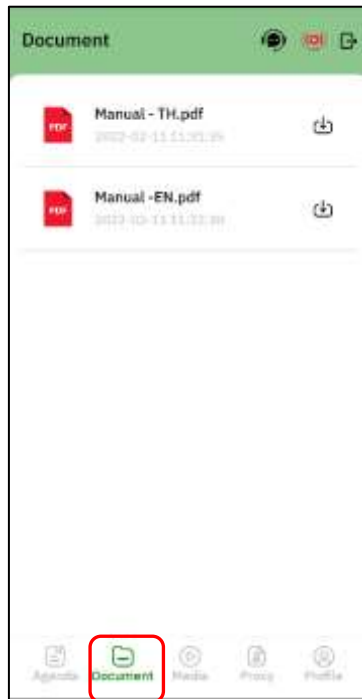 Document
PDF
Manual - TH.pdf
PDF
Manual -EN.pdf
Agenda
Document
Media
Proxy
Profile